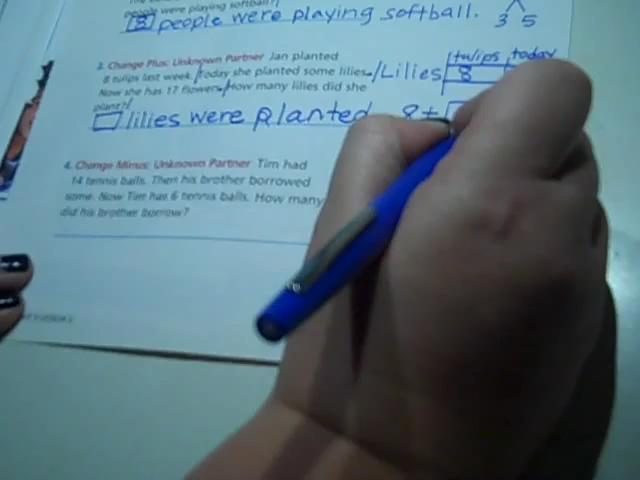 people were playing softball?
8 people were playing softball. 3 5
3. Change Plus: Unknown Partner Jan planted
8 tulips last week./Today she planted some lilies./Lilies
Now she has 17 flowers./How many lilies did she
plant?/
tulips today
8
lilies were planted 8+
4. Change Minus: Unknown Partner Tim had
14 tennis balls. Then his brother borrowed
some. Now Tim has 6 tennis balls. How many
did his brother borrow?